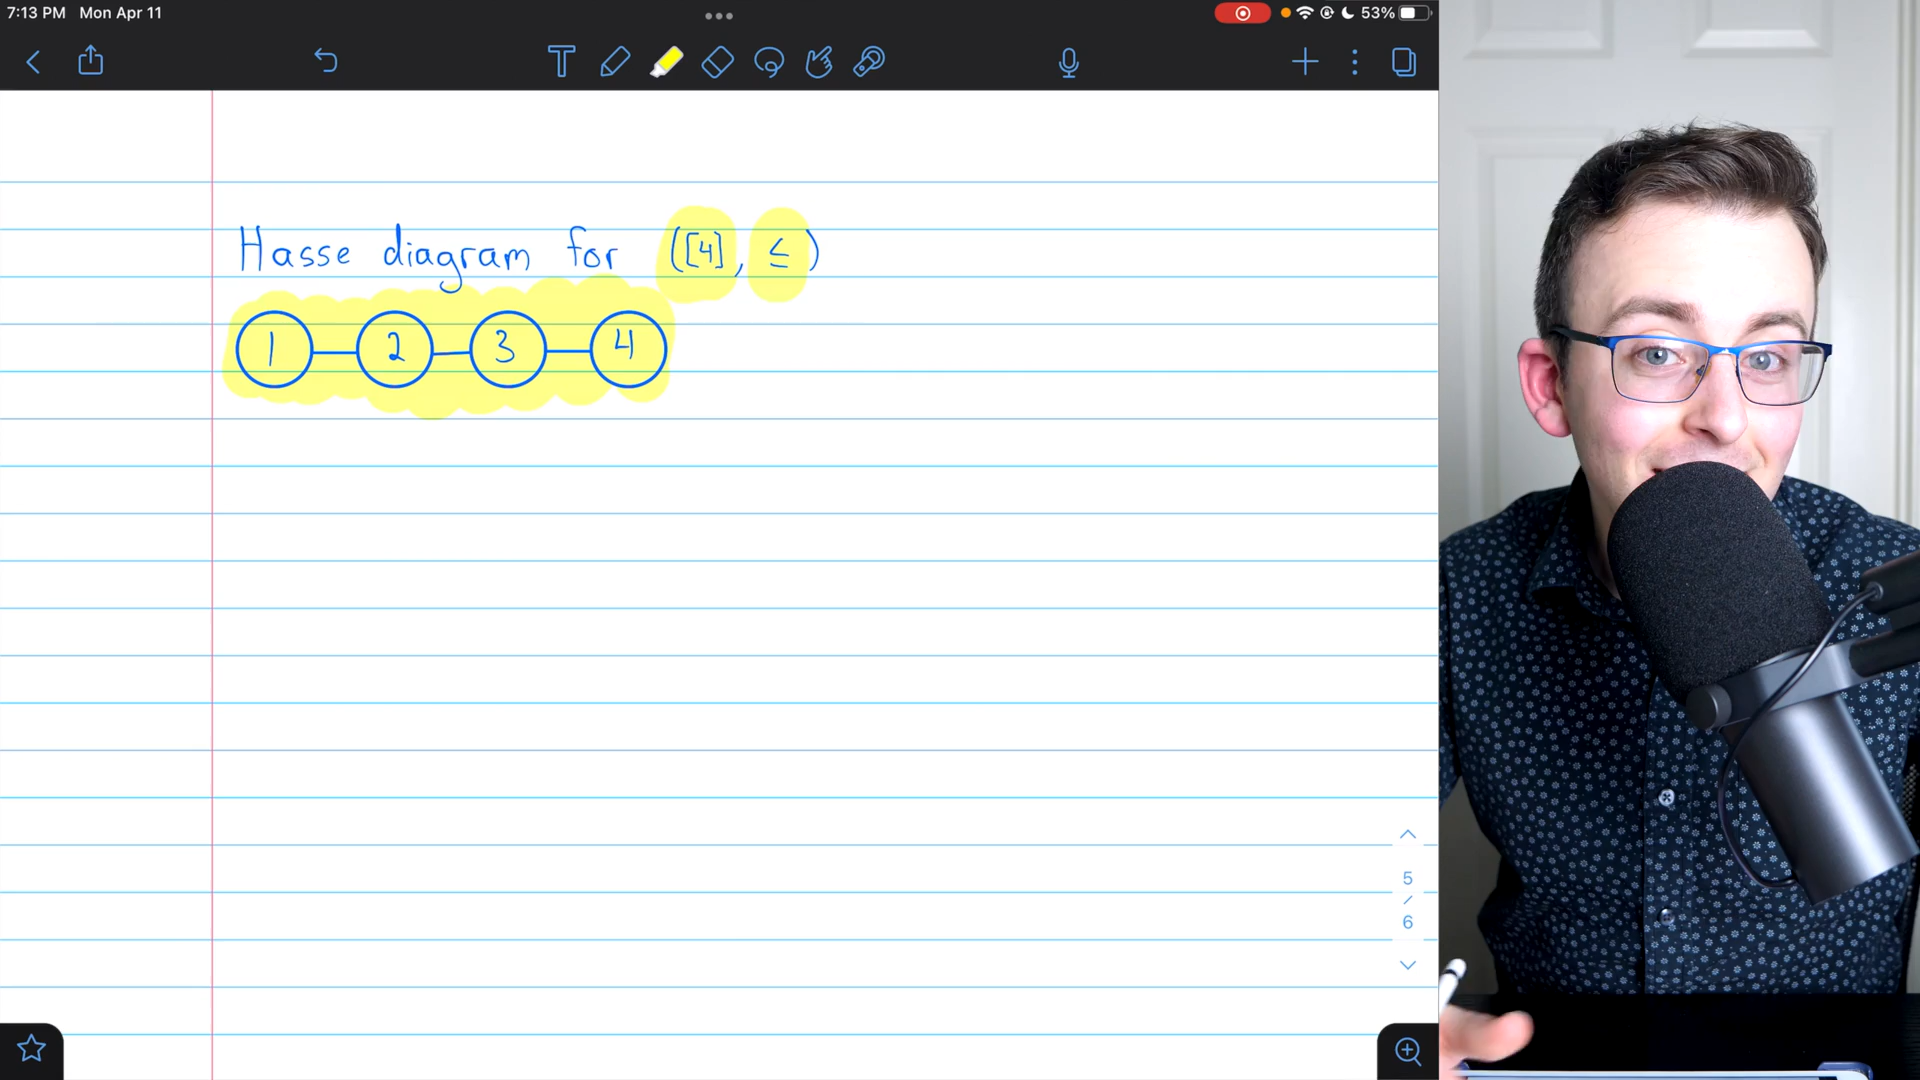 7:13 PM Mon Apr 11
53%
T
Hasse diagram for ([4], ≤)
1 2 3 4
5
/
6